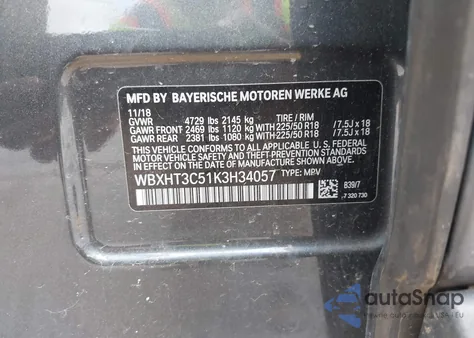 MFD BY BAYERISCHE MOTOREN WERKE AG
11/18
GVWR 4729 lbs 2145 kg TIRE / RIM
GAWR FRONT 2469 lbs 1120 kg WITH 225/50 R18 /7.5J x 18
GAWR REAR 2381 lbs 1080 kg WITH 225/50 R18 /7.5J x 18
THIS VEHICLE CONFORMS TO ALL APPLICABLE U.S. FEDERAL
MOTOR VEHICLE SAFETY STANDARDS IN EFFECT ON THE DATE
OF MANUFACTURE SHOWN ABOVE.
WBXHT3C51K3H34057 TYPE: MPV
839/7
7 320 730
autoSnap